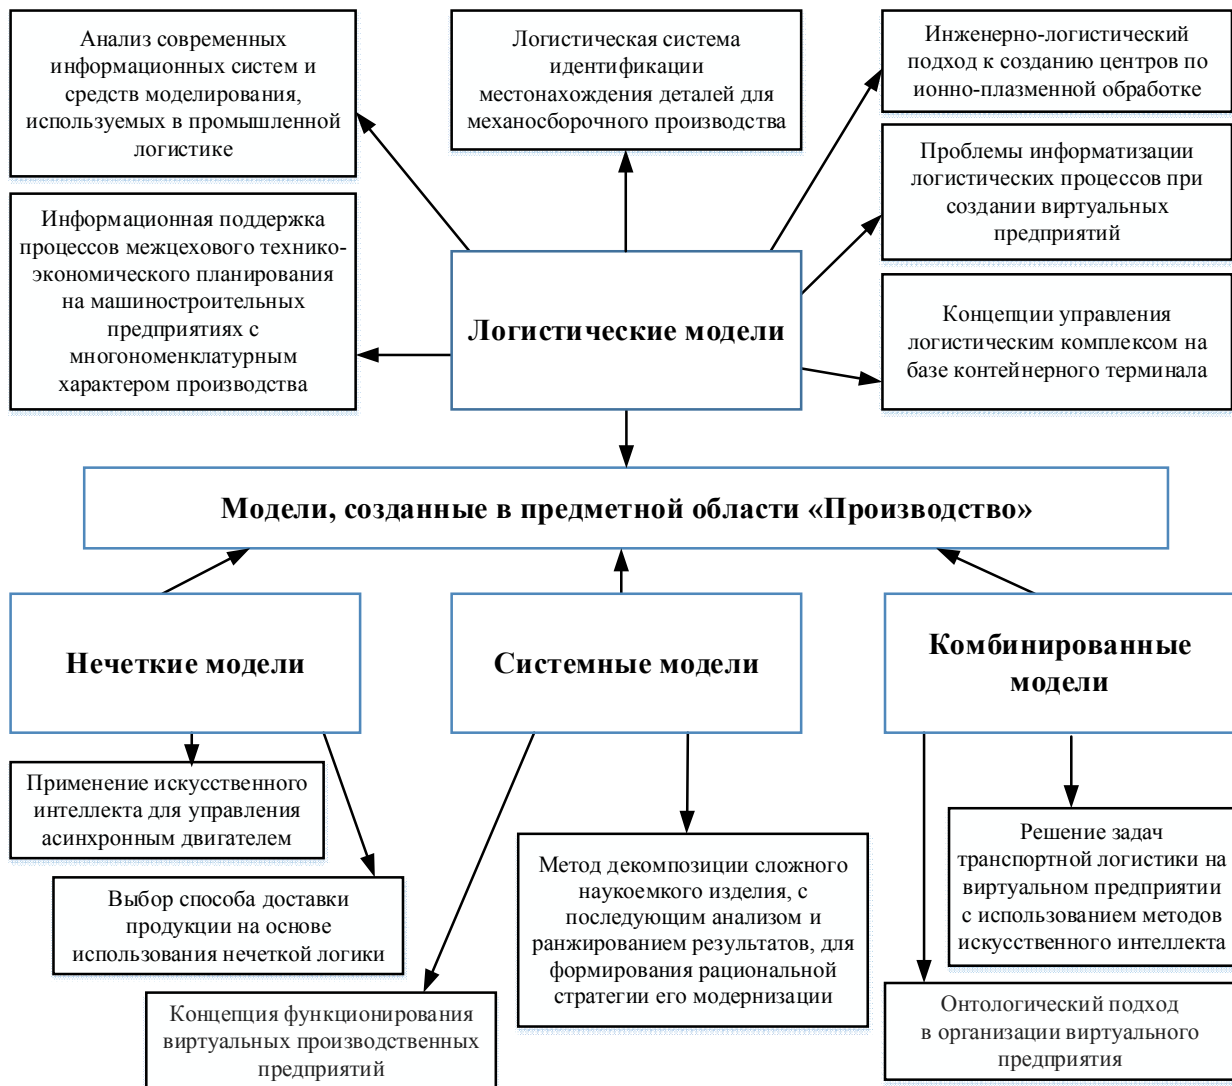 Анализ современных
информационных систем и
средств моделирования,
используемых в промышленной
логистике
Логистическая система
идентификации
местонахождения деталей для
механосборочного производства
Инженерно-логистический
подход к созданию центров по
ионно-плазменной обработке
Информационная поддержка
процессов межцехового технико-
экономического планирования
на машиностроительных
предприятиях с
многономенклатурным
характером производства
Логистические модели
Проблемы информатизации
логистических процессов при
создании виртуальных
предприятий
Концепции управления
логистическим комплексом на
базе контейнерного терминала
Модели, созданные в предметной области «Производство»
Нечеткие модели
Системные модели
Комбинированные
модели
Применение искусственного
интеллекта для управления
асинхронным двигателем
Выбор способа доставки
продукции на основе
использования нечеткой логики
Концепция функционирования
виртуальных производственных
предприятий
Метод декомпозиции сложного
наукоемкого изделия, с
последующим анализом и
ранжированием результатов, для
формирования рациональной
стратегии его модернизации
Решение задач
транспортной логистики на
виртуальном предприятии
с использованием методов
искусственного интеллекта
Онтологический подход
в организации виртуального
предприятия